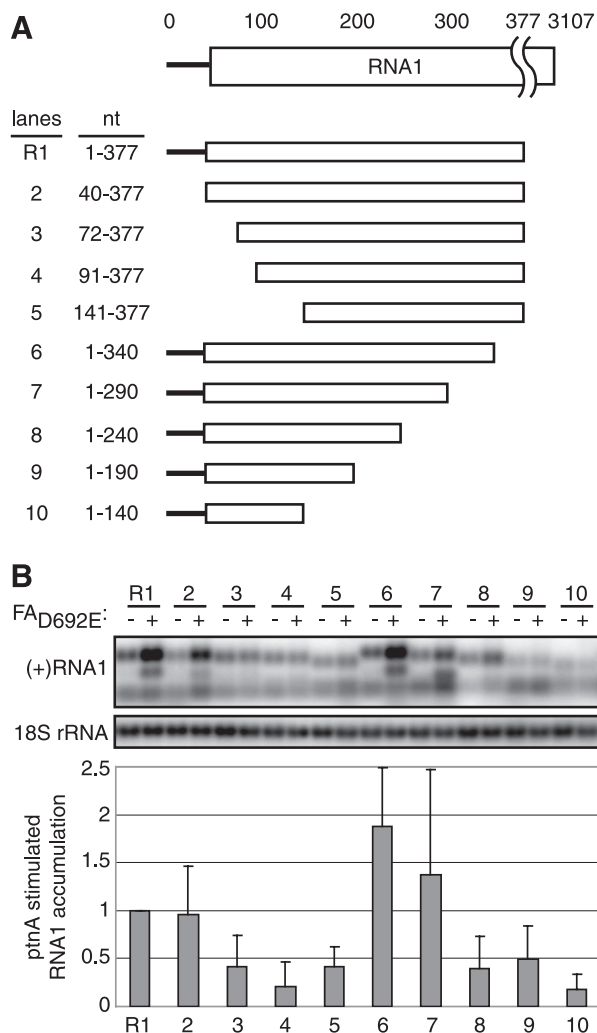 A
0 100 200 300 377 3107
RNA1
lanes nt
R1 1-377
2 40-377
3 72-377
4 91-377
5 141-377
6 1-340
7 1-290
8 1-240
9 1-190
10 1-140
B
R1 2 3 4 5 6 7 8 9 10
FAD692E: - + - + - + - + - + - + - + - + - + - +
(+)RNA1
18S rRNA
ptnA stimulated
RNA1 accumulation
2.5
2
1.5
1
0.5
0
R1 2 3 4 5 6 7 8 9 10